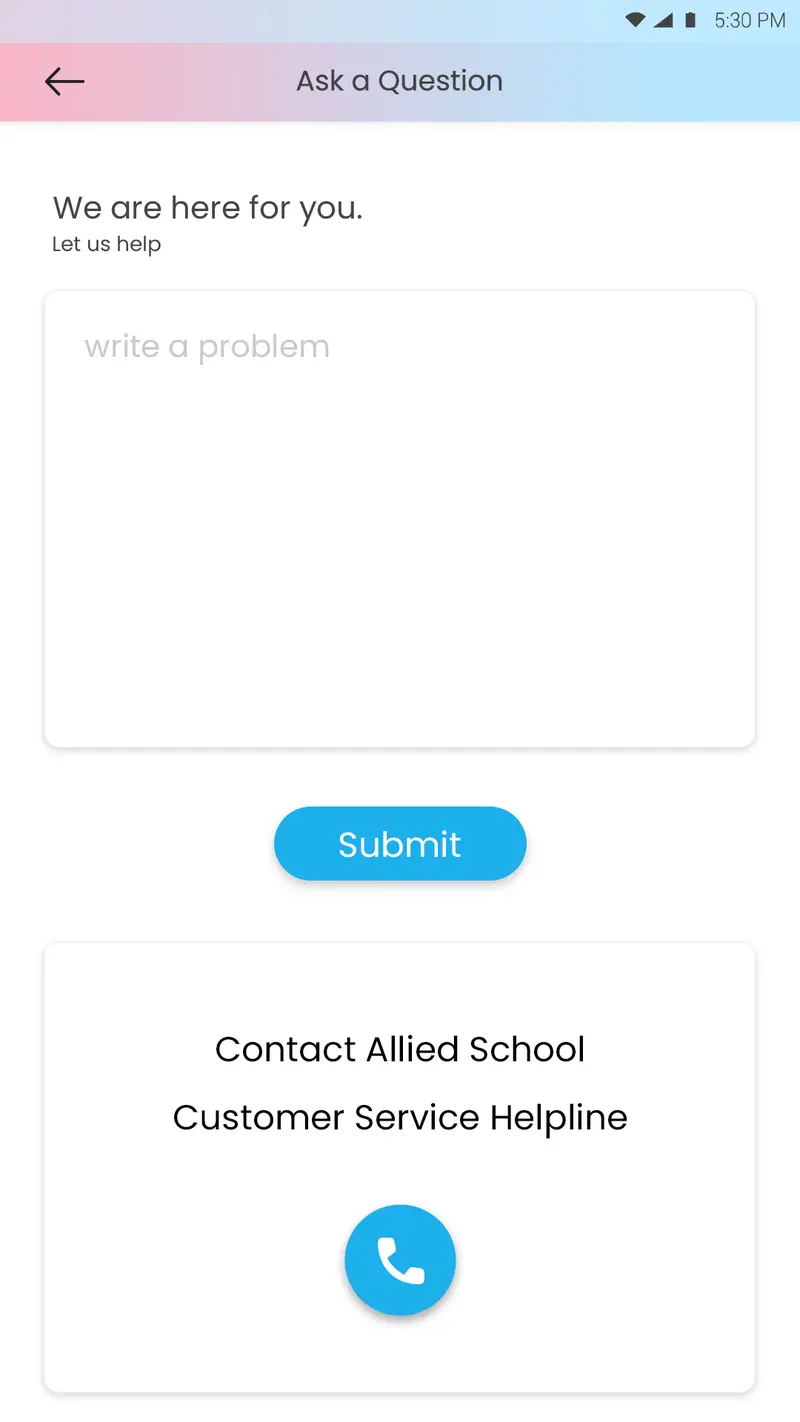 5:30 PM
Ask a Question
We are here for you.
Let us help
write a problem
Submit
Contact Allied School
Customer Service Helpline